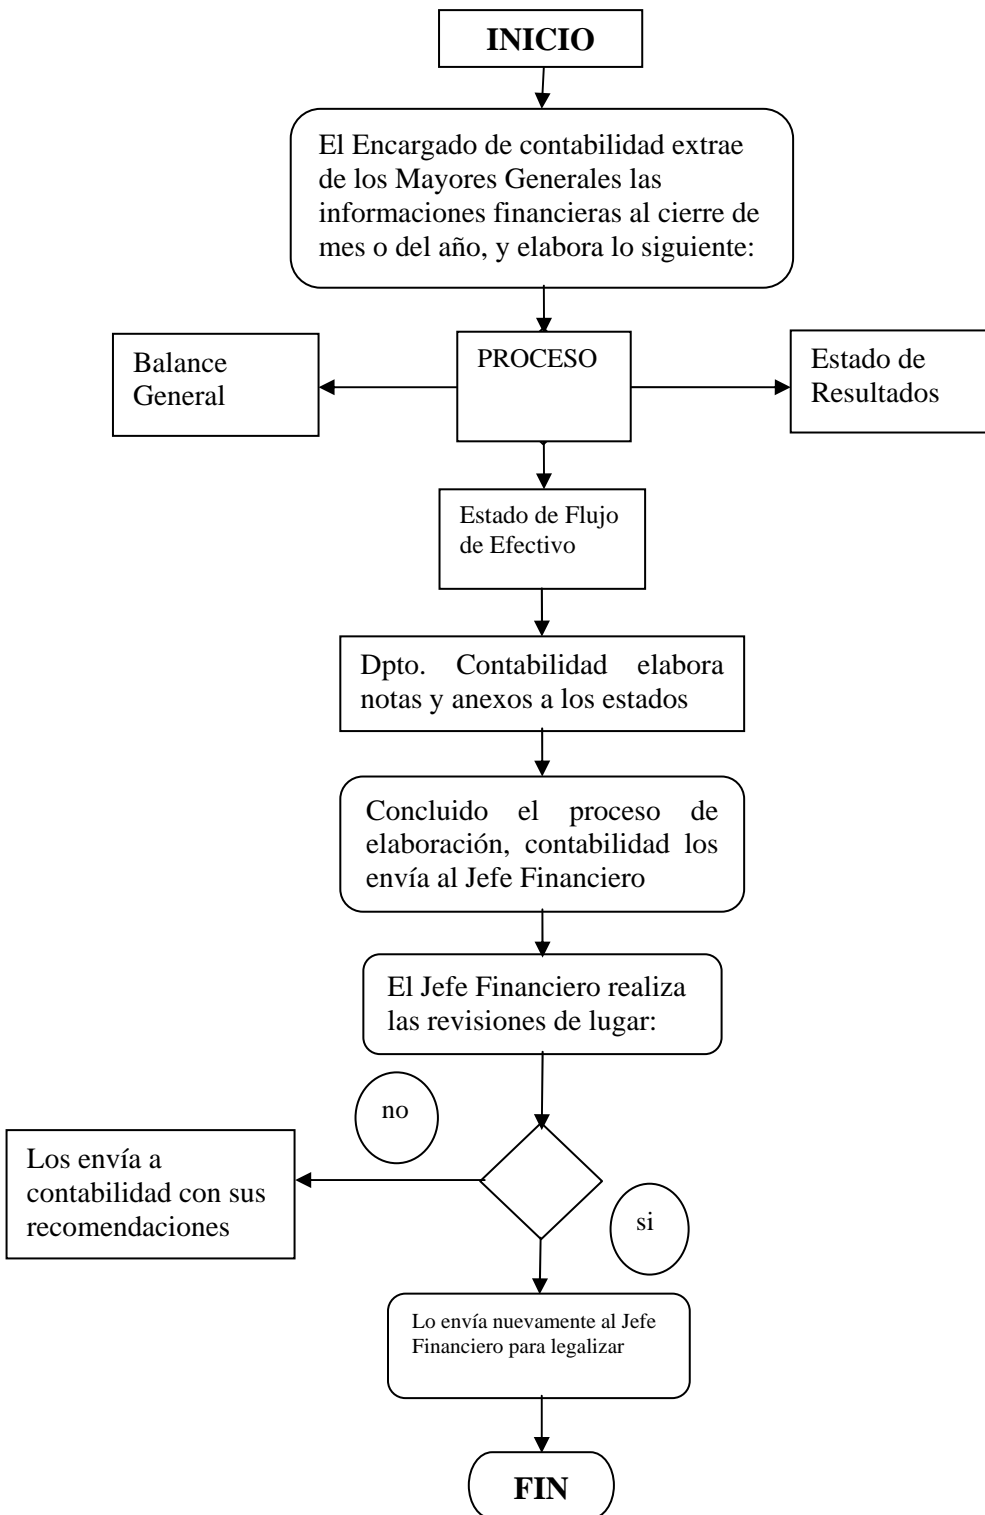 INICIO
El Encargado de contabilidad extrae
de los Mayores Generales las
informaciones financieras al cierre de
mes o del año, y elabora lo siguiente:
Balance
General
PROCESO
Estado de
Resultados
Estado de Flujo
de Efectivo
Dpto. Contabilidad elabora
notas y anexos a los estados
Concluido el proceso de
elaboración, contabilidad los
envía al Jefe Financiero
El Jefe Financiero realiza
las revisiones de lugar:
no
Los envía a
contabilidad con sus
recomendaciones
si
Lo envía nuevamente al Jefe
Financiero para legalizar
FIN